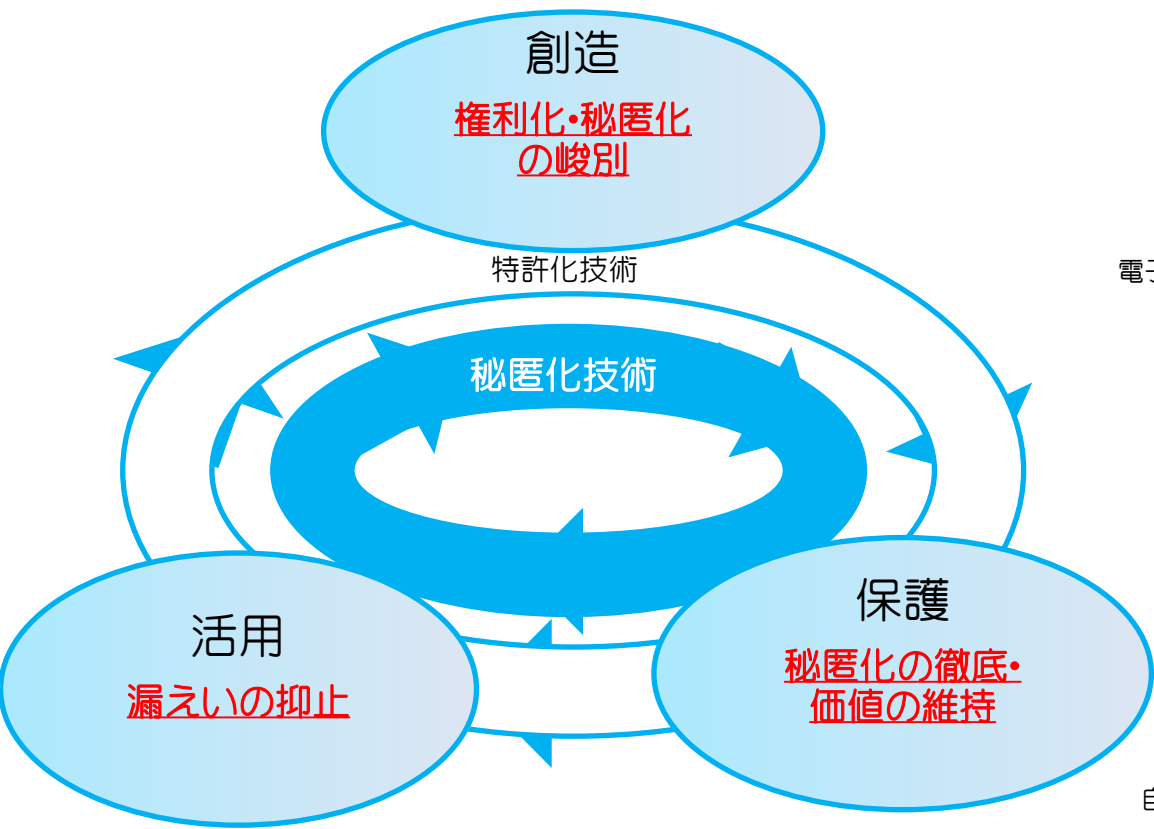 創造
権利化・秘匿化
の峻別
特許化技術
電子
秘匿化技術
保護
秘匿化の徹底・
価値の維持
活用
漏えいの抑止